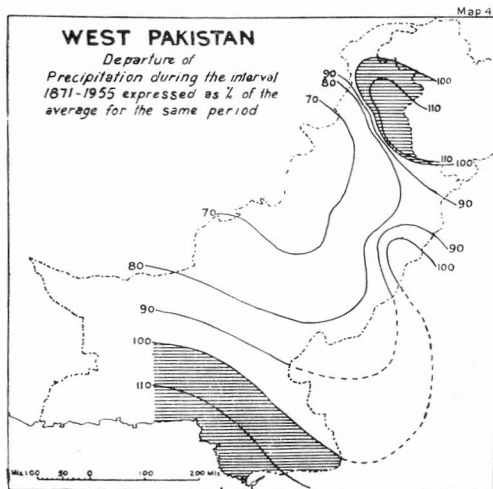 Map 4
WEST PAKISTAN
Departure of
Precipitation during the interval
1871-1955 expressed as % of the
average for the same period
90
80
70
100
110
110
100
90
70
90
100
80
90
100
110
Mls.100 50 0 100 200 Mls